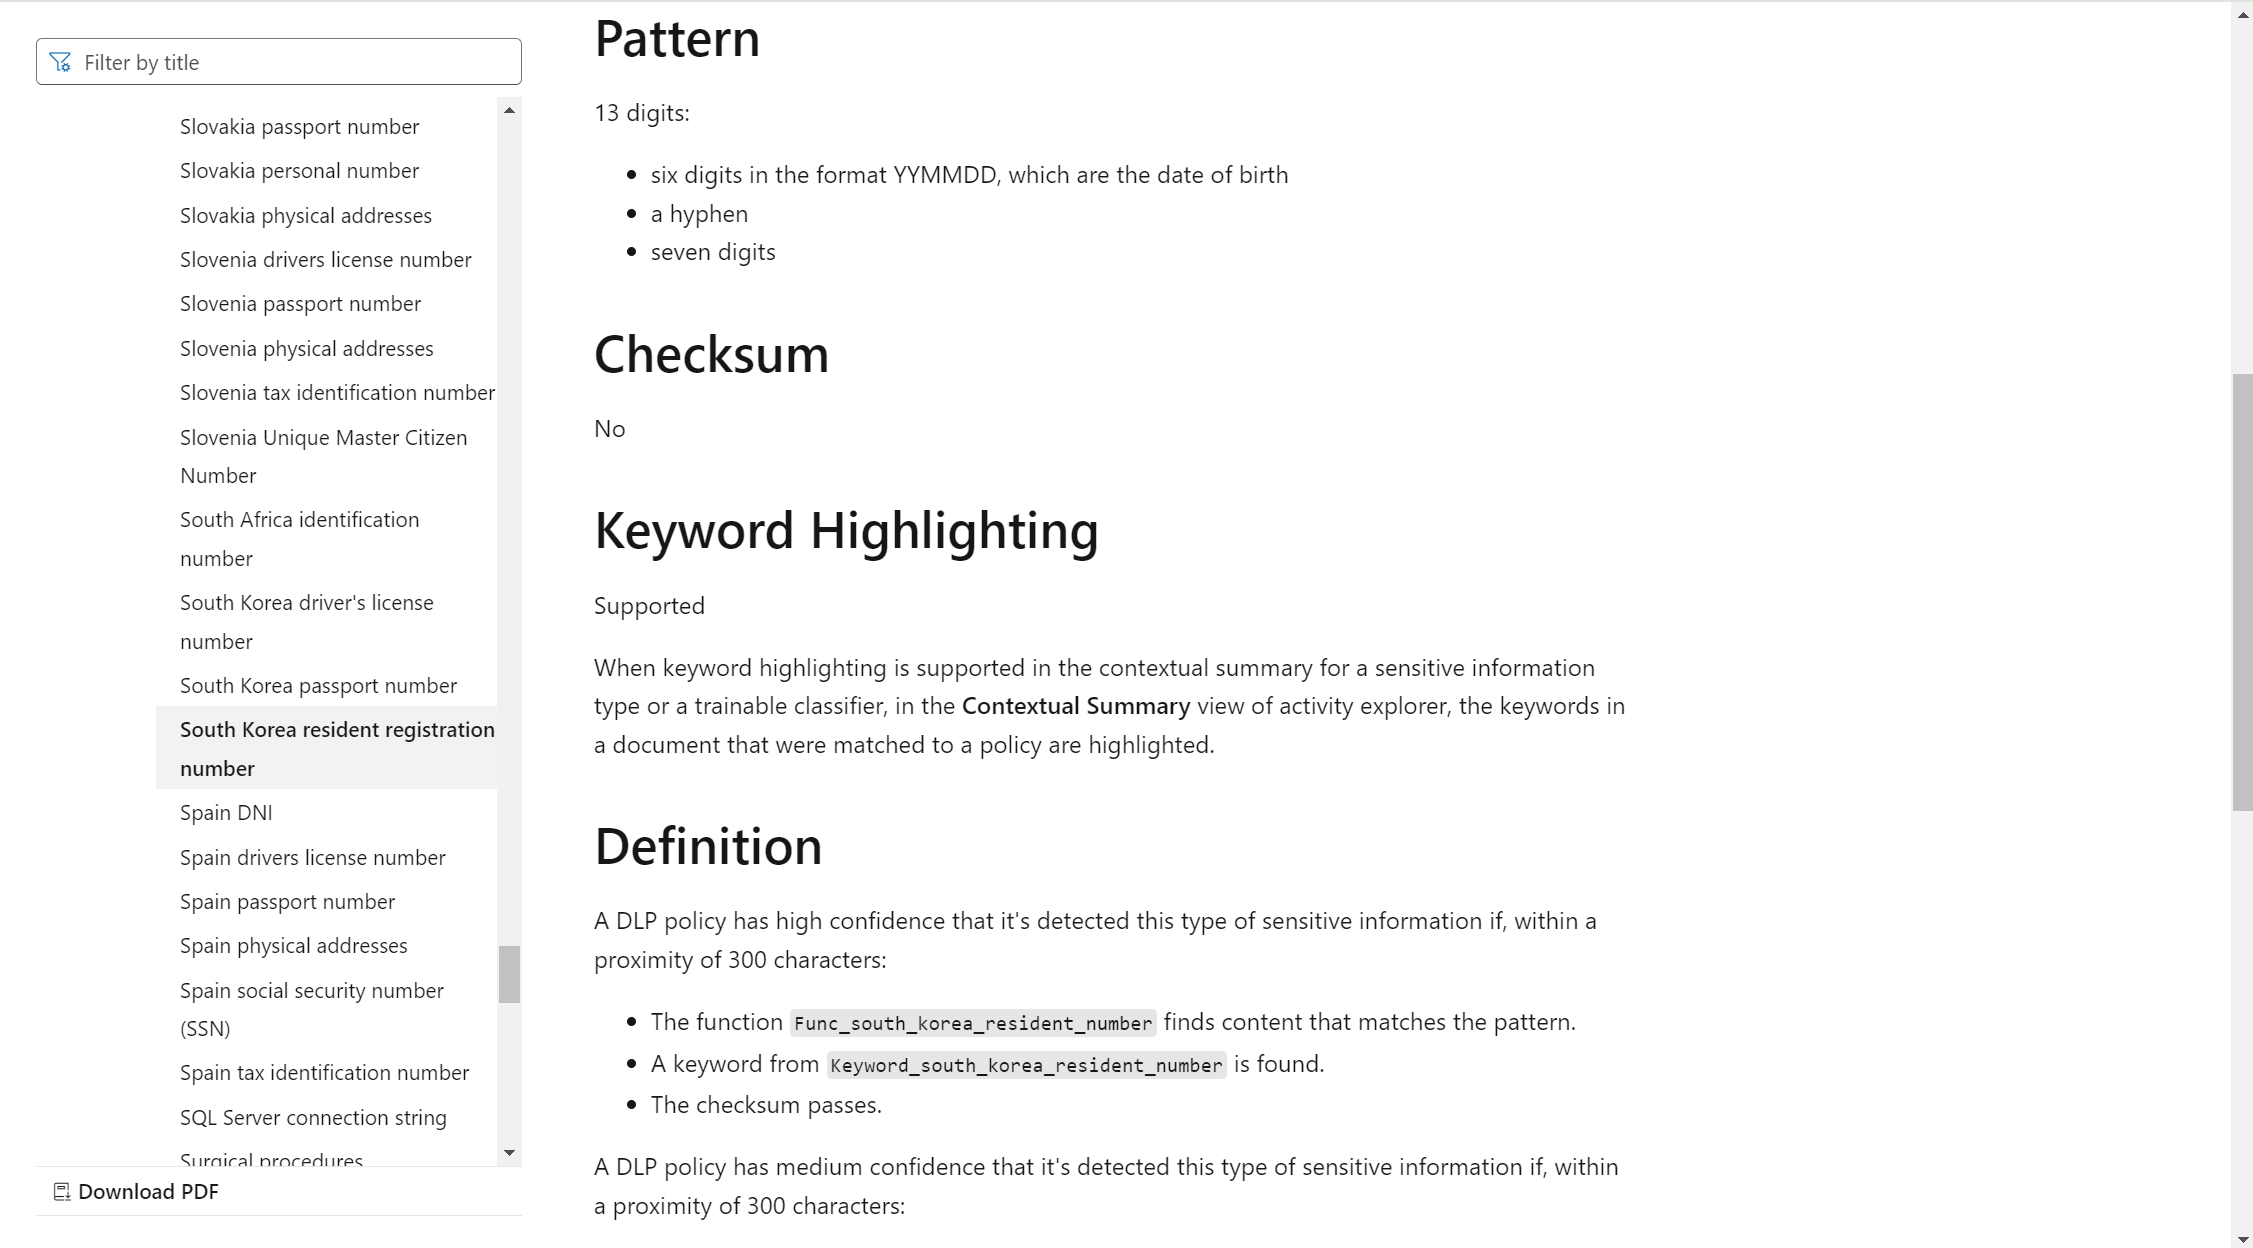 Filter by title
Slovakia passport number
Slovakia personal number
Slovakia physical addresses
Slovenia drivers license number
Slovenia passport number
Slovenia physical addresses
Slovenia tax identification number
Slovenia Unique Master Citizen
Number
South Africa identification
number
South Korea driver's license
number
South Korea passport number
South Korea resident registration
number
Spain DNI
Spain drivers license number
Spain passport number
Spain physical addresses
Spain social security number
(SSN)
Spain tax identification number
SQL Server connection string
Surgical procedures
Download PDF
Pattern
13 digits:
• six digits in the format YYMMDD, which are the date of birth
• a hyphen
• seven digits
Checksum
No
Keyword Highlighting
Supported
When keyword highlighting is supported in the contextual summary for a sensitive information
type or a trainable classifier, in the Contextual Summary view of activity explorer, the keywords in
a document that were matched to a policy are highlighted.
Definition
A DLP policy has high confidence that it's detected this type of sensitive information if, within a
proximity of 300 characters:
• The function Func_south_korea_resident_number finds content that matches the pattern.
• A keyword from Keyword_south_korea_resident_number is found.
• The checksum passes.
A DLP policy has medium confidence that it's detected this type of sensitive information if, within
a proximity of 300 characters: